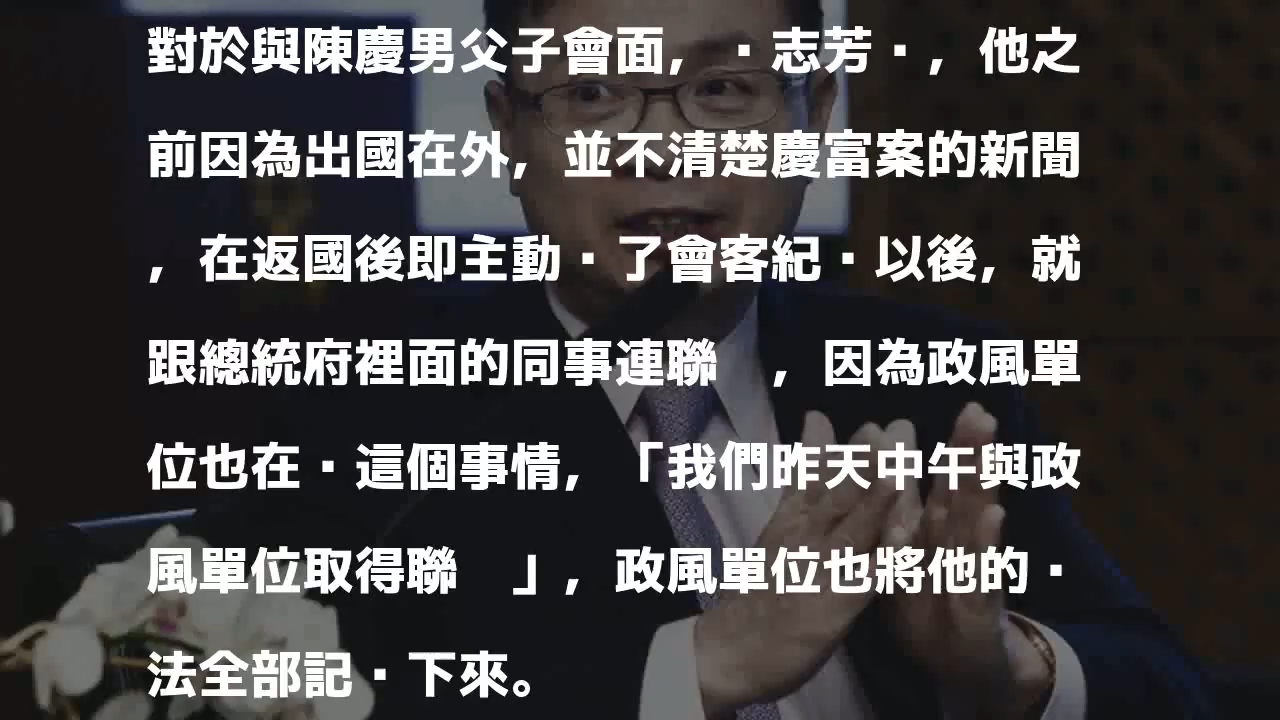 對於與陳慶男父子會面，·志芳·，他之
前因為出國在外，並不清楚慶富案的新聞
，在返國後即主動·了會客紀·以後，就
跟總統府裡面的同事連聯　，因為政風單
位也在·這個事情，「我們昨天中午與政
風單位取得聯　」，政風單位也將他的·
法全部記·下來。